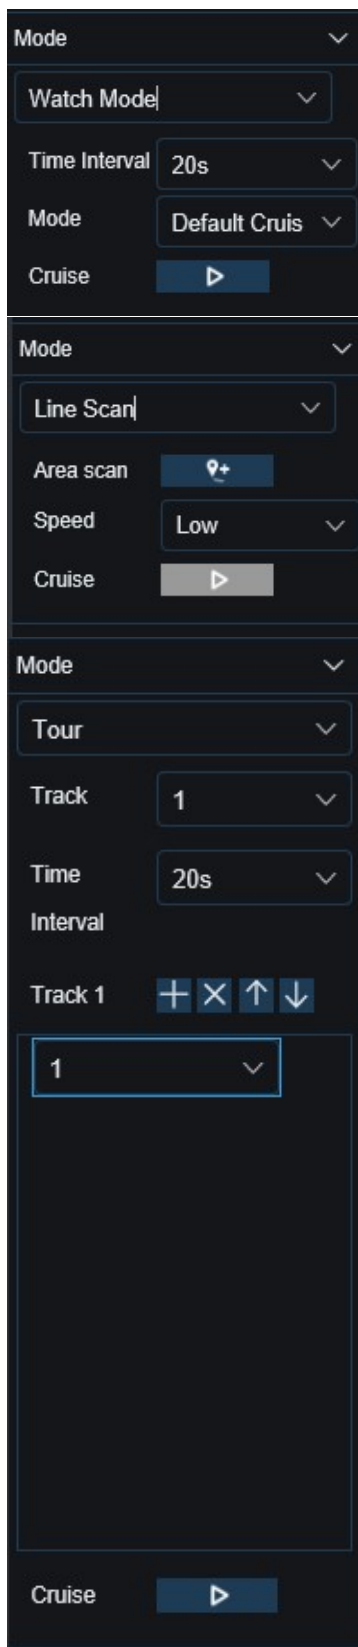 Mode
Watch Mode
Time Interval 20s
Mode Default Cruis
Cruise
Mode
Line Scan
Area scan
Speed Low
Cruise
Mode
Tour
Track 1
Time 20s
Interval
Track 1
1
Cruise